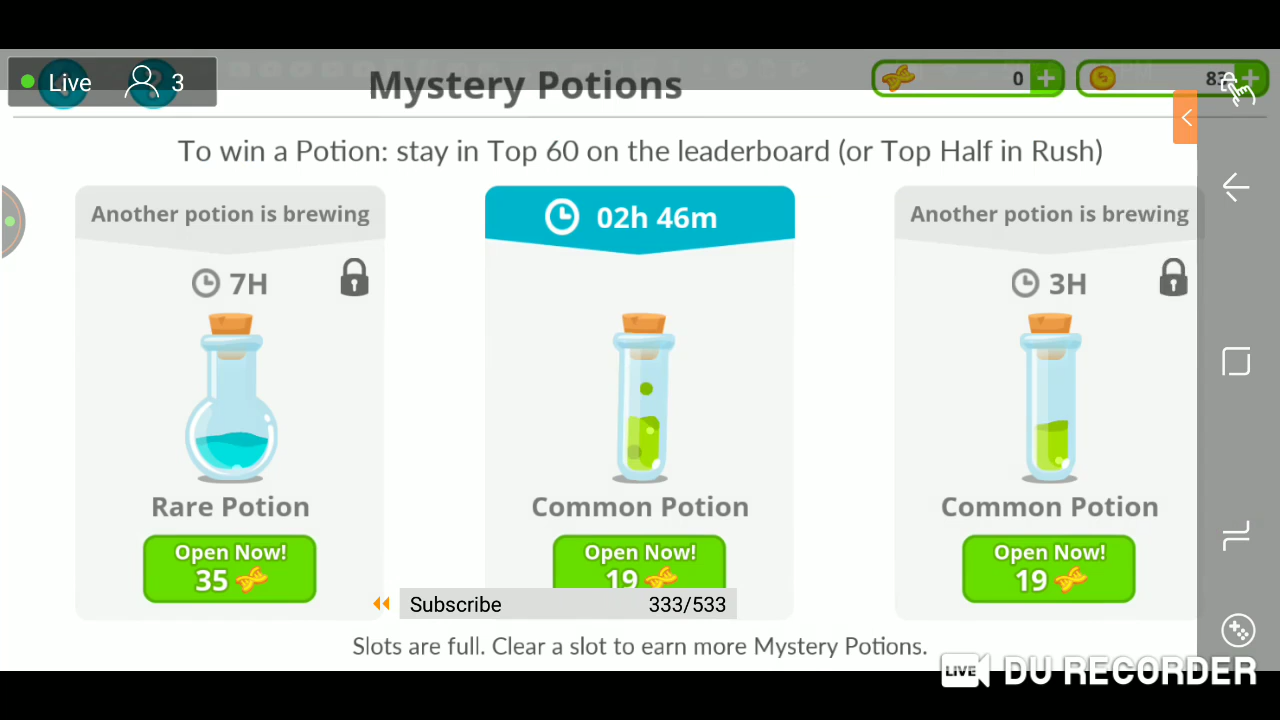 Live 3
Mystery Potions
0
To win a Potion: stay in Top 60 on the leaderboard (or Top Half in Rush)
Another potion is brewing
02h 46m
Another potion is brewing
7H
3H
Rare Potion
Common Potion
Common Potion
Open Now!
35
Open Now!
19
Open Now!
19
Subscribe 333/533
Slots are full. Clear a slot to earn more Mystery Potions.
LIVE DU RECORDER